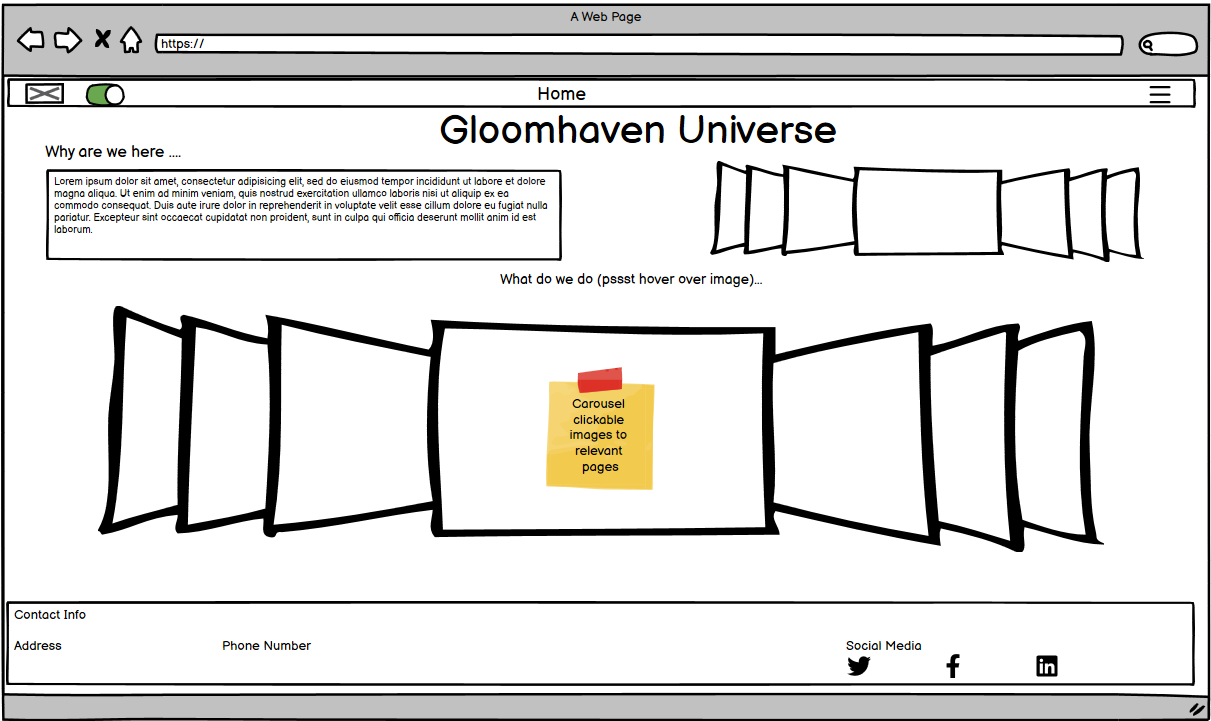 A Web Page
https://
Home
Gloomhaven Universe
Why are we here ....
Lorem ipsum dolor sit amet, consectetur adipisicing elit, sed do eiusmod tempor incididunt ut labore et dolore
magna aliqua. Ut enim ad minim veniam, quis nostrud exercitation ullamco laboris nisi ut aliquip ex ea
commodo consequat. Duis aute irure dolor in reprehenderit in voluptate velit esse cillum dolore eu fugiat nulla
pariatur. Excepteur sint occaecat cupidatat non proident, sunt in culpa qui officia deserunt mollit anim id est
laborum.
What do we do (pssst hover over image)...
Carousel
clickable
images to
relevant
pages
Contact Info
Address
Phone Number
Social Media